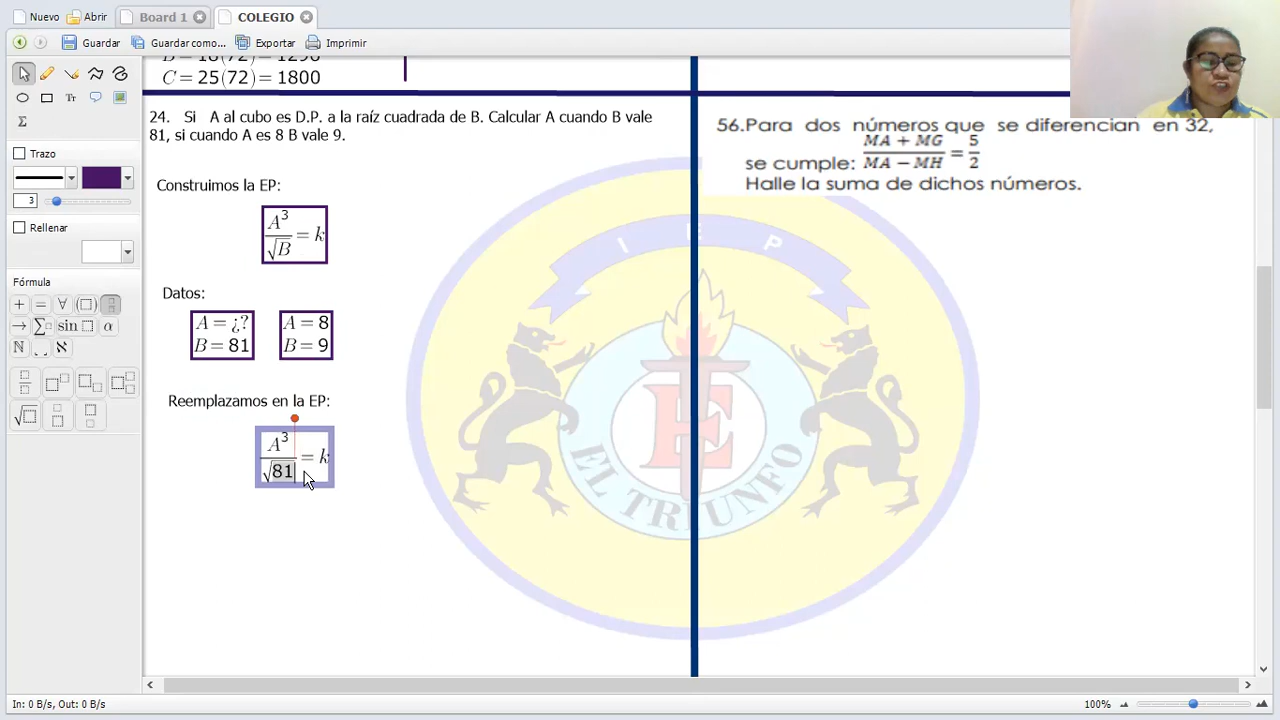 Nuevo
Abrir
Board 1
COLEGIO
Guardar
Guardar como...
Exportar
Imprimir
Trazo
3
Rellenar
Fórmula
B = 18(72) = 1296
C = 25(72) = 1800
24. Si A al cubo es D.P. a la raíz cuadrada de B. Calcular A cuando B vale
81, si cuando A es 8 B vale 9.
Construimos la EP:
A³/√B = k
Datos:
A = ¿?
B = 81
A = 8
B = 9
Reemplazamos en la EP:
A³/√81 = k
56.Para dos números que se diferencian en 32,
se cumple: (MA + MG)/(MA − MH) = 5/2
Halle la suma de dichos números.
I E P
EL TRIUNFO
E
In: 0 B/s, Out: 0 B/s
100%